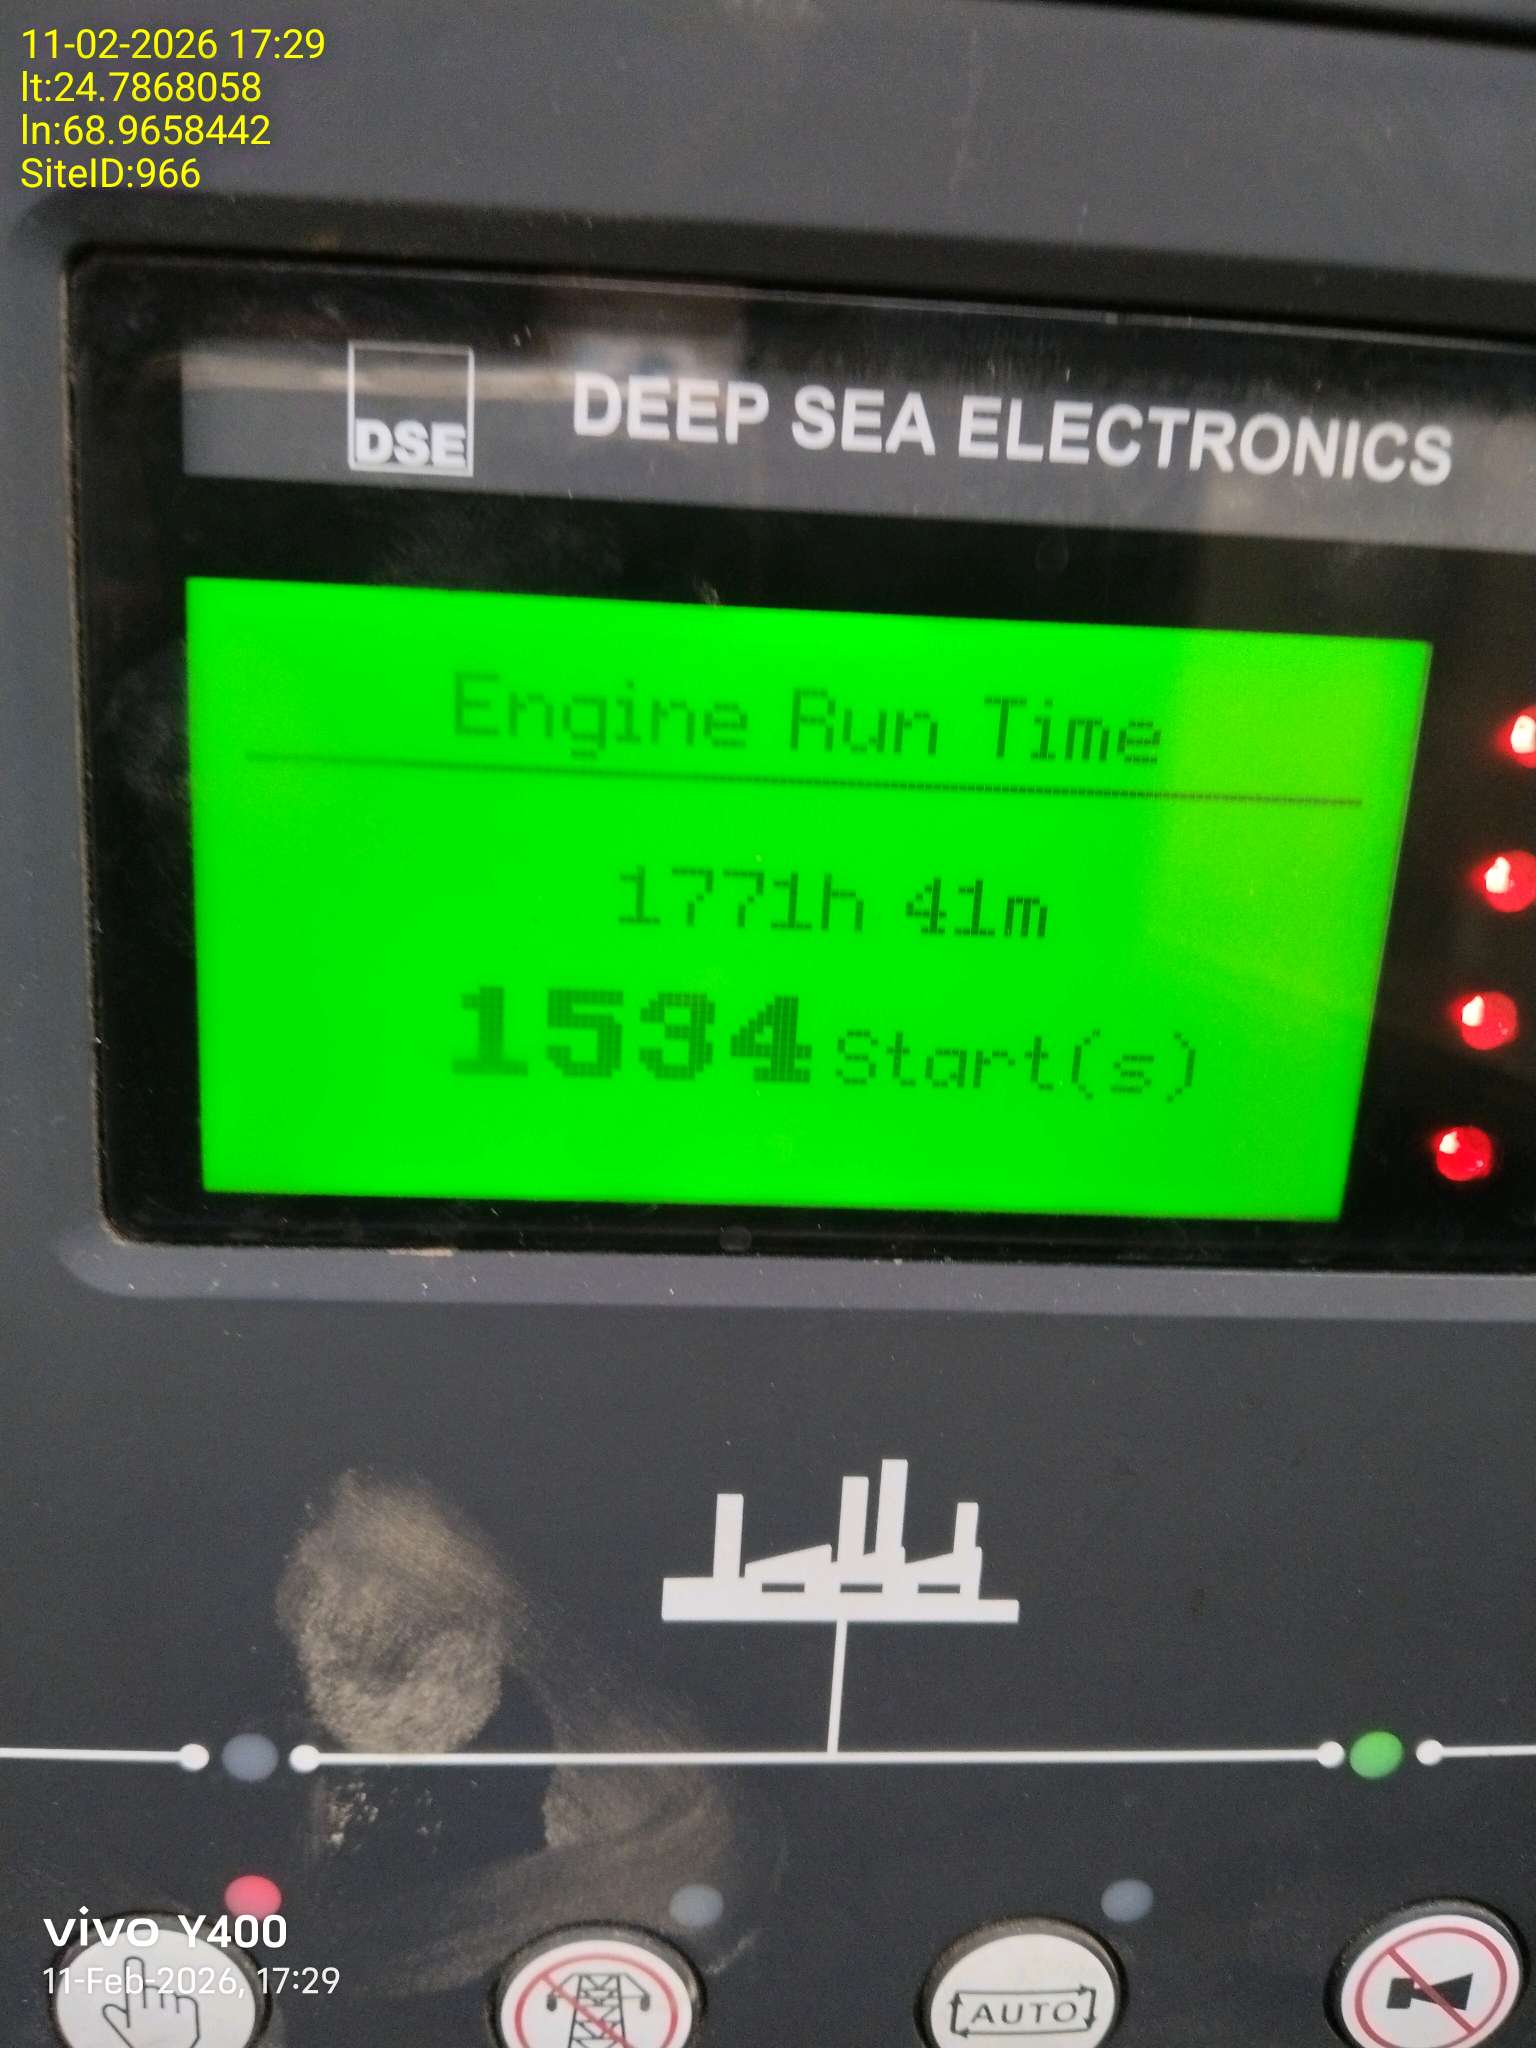 11-02-2026 17:29
lt:24.7868058
ln:68.9658442
SiteID:966
DSE
DEEP SEA ELECTRONICS
Engine Run Time
1771h 41m
1534 Start(s)
vivo Y400
11-Feb-2026, 17:29
AUTO